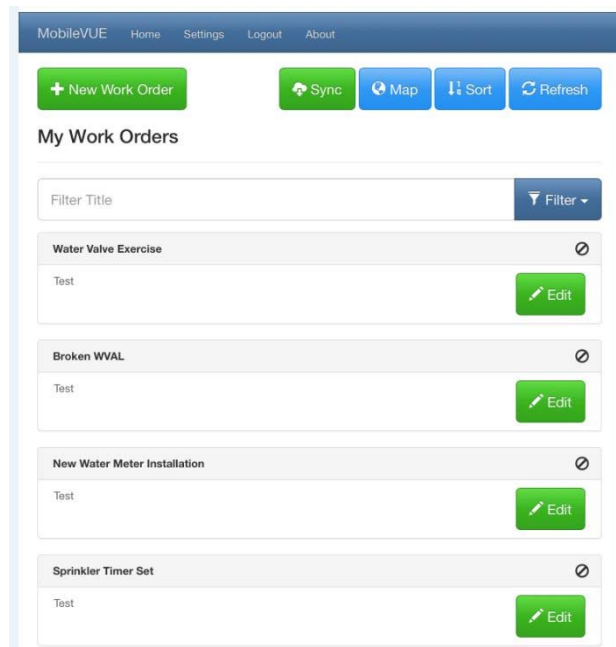 MobileVUE Home Settings Logout About
New Work Order Sync Map Sort Refresh
My Work Orders
Filter Title Filter
Water Valve Exercise
Test
Edit
Broken WVAL
Test
Edit
New Water Meter Installation
Test
Edit
Sprinkler Timer Set
Test
Edit